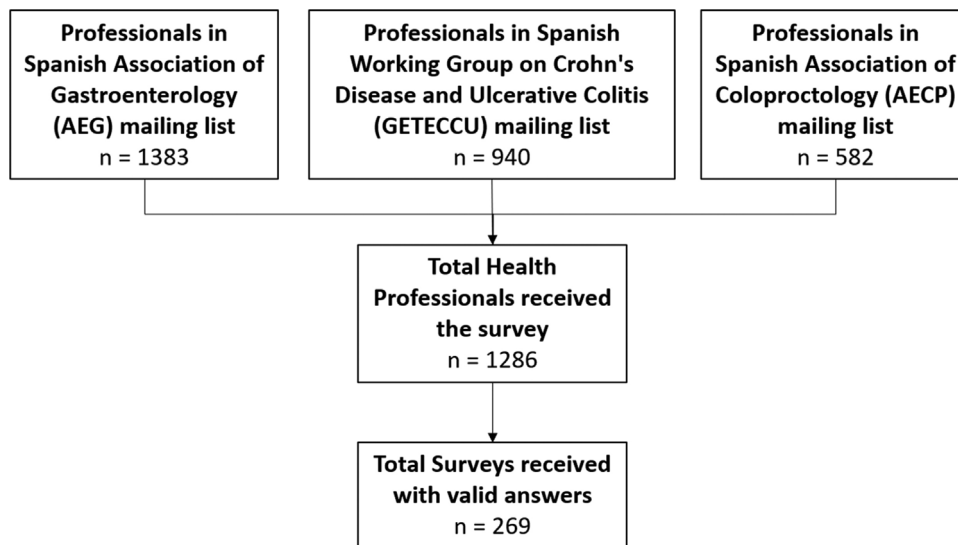 Professionals in
Spanish Association of
Gastroenterology
(AEG) mailing list
n = 1383
Professionals in Spanish
Working Group on Crohn's
Disease and Ulcerative Colitis
(GETECCU) mailing list
n = 940
Professionals in
Spanish Association of
Coloproctology (AECP)
mailing list
n = 582
Total Health
Professionals received
the survey
n = 1286
Total Surveys received
with valid answers
n = 269